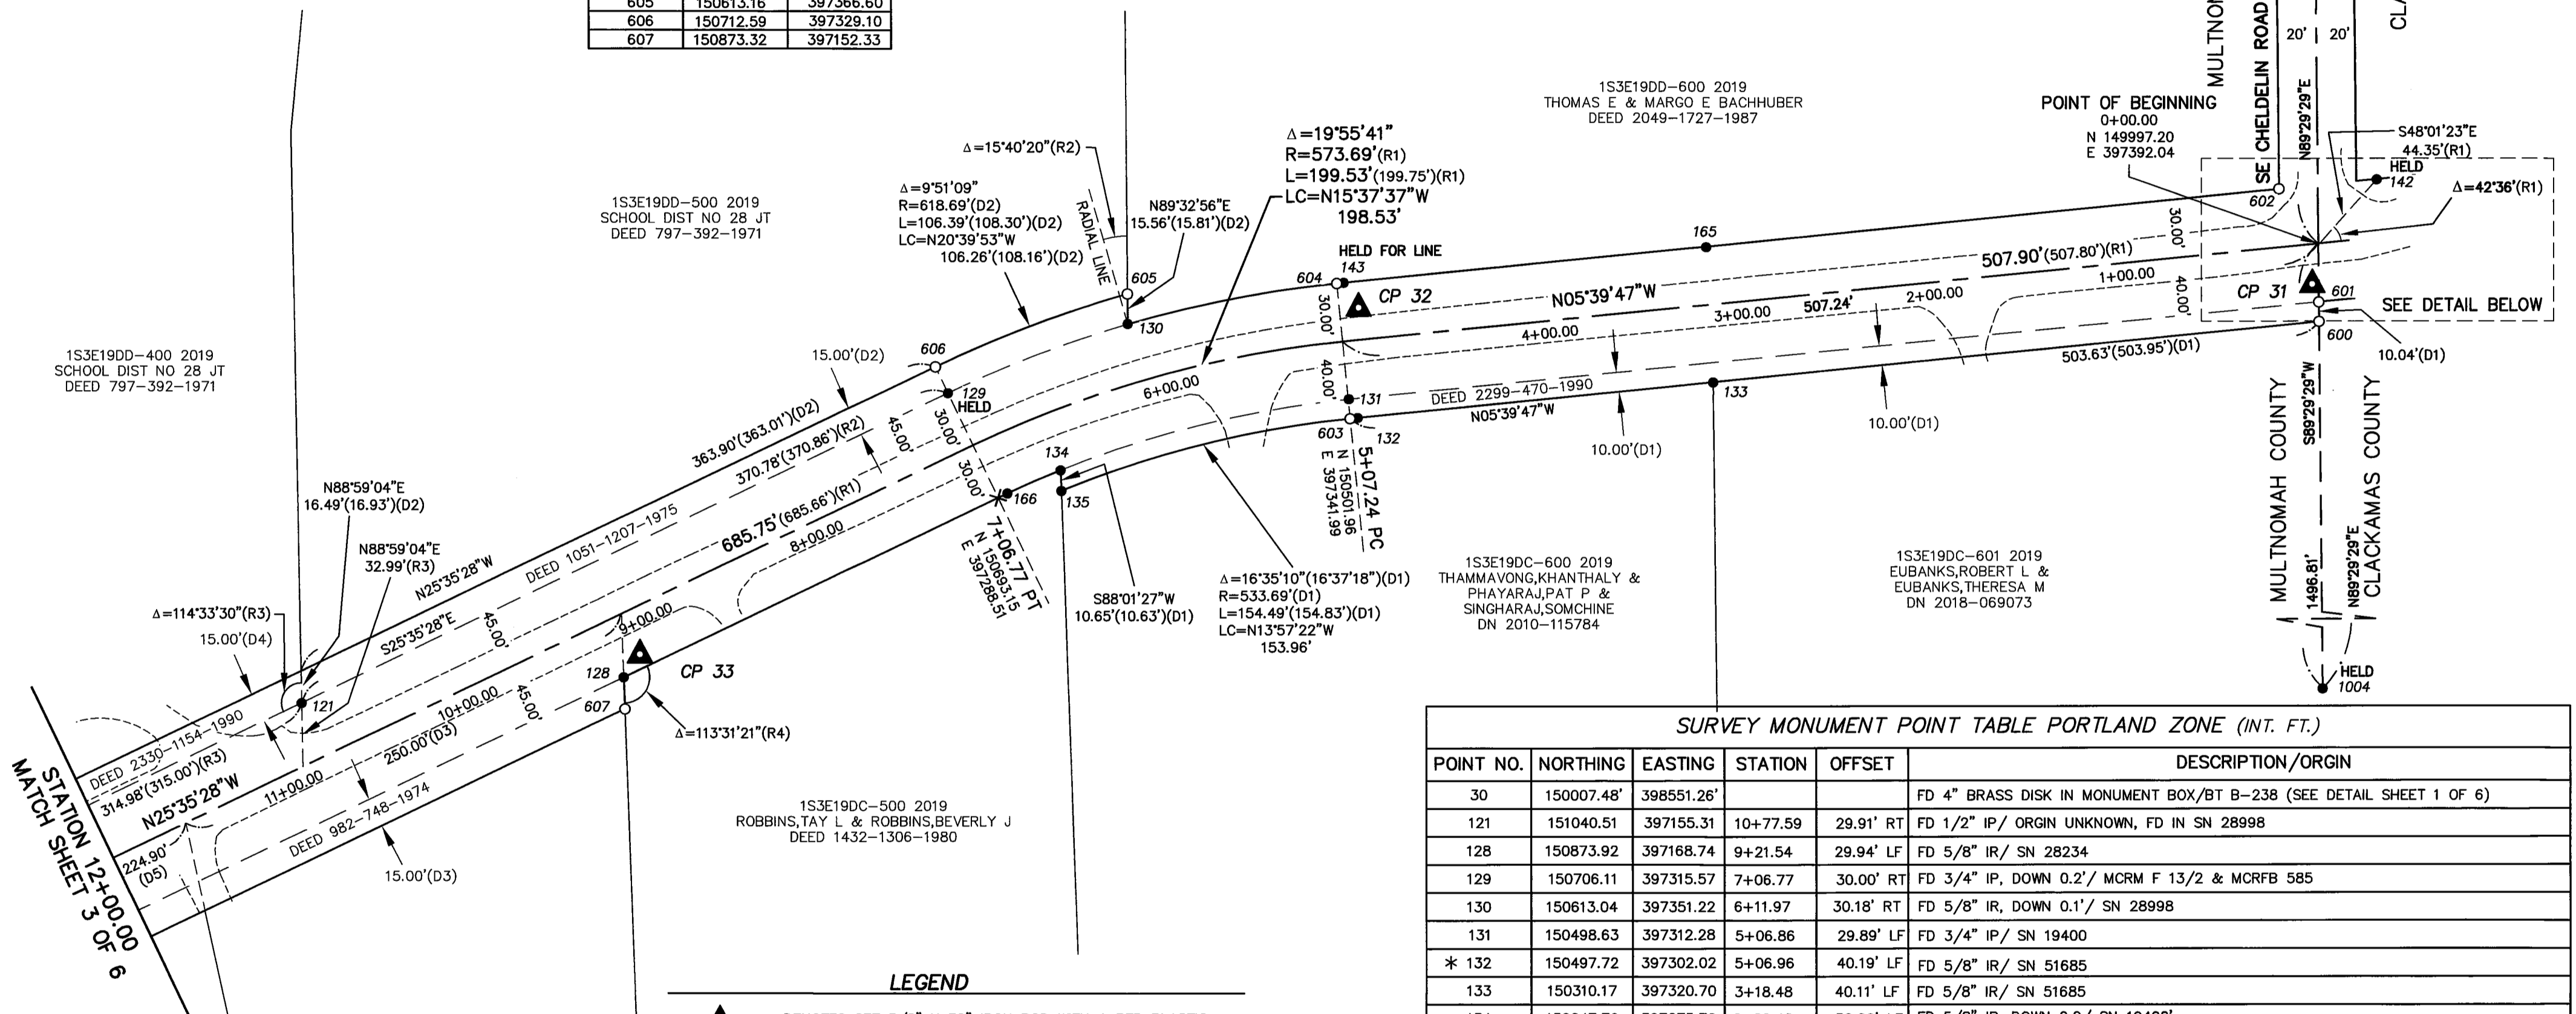 605 150613.16 397366.60
606 150712.59 397329.10
607 150873.32 397152.33
1S3E19DD-400 2019
SCHOOL DIST NO 28 JT
DEED 797-392-1971
1S3E19DD-500 2019
SCHOOL DIST NO 28 JT
DEED 797-392-1971
Δ=15°40'20"(R2)
Δ=9°51'09"
R=618.69'(D2)
L=106.39'(108.30')(D2)
LC=N20°39'53"W
106.26'(108.16')(D2)
RADIAL LINE
N89°32'56"E
15.56'(15.81')(D2)
605
130
Δ=19°55'41"
R=573.69'(R1)
L=199.53'(199.75')(R1)
LC=N15°37'37"W
198.53'
1S3E19DD-600 2019
THOMAS E & MARGO E BACHHUBER
DEED 2049-1727-1987
HELD FOR LINE
143
604
CP 32
165
N05°39'47"W
507.24'
507.90'(507.80')(R1)
1+00.00
2+00.00
3+00.00
4+00.00
6+00.00
POINT OF BEGINNING
0+00.00
N 149997.20
E 397392.04
MULTNOM
SE CHELDELIN ROAD
20'
20'
CLA
N89°29'29"E
S48°01'23"E
44.35'(R1)
HELD
142
Δ=42°36'(R1)
602
30.00'
40.00'
CP 31
601
SEE DETAIL BELOW
600
10.04'(D1)
503.63'(503.95')(D1)
10.00'(D1)
10.00'(D1)
133
DEED 2299-470-1990
N05°39'47"W
30.00'
40.00'
131
603
132
5+07.24 PC
N 150501.96
E 397341.99
606
15.00'(D2)
129
HELD
30.00'
45.00'
30.00'
363.90'(363.01')(D2)
370.78'(370.86')(R2)
685.75'(685.66')(R1)
8+00.00
134
135
166
7+06.77 PT
N 150693.15
E 397288.51
S88°01'27"W
10.65'(10.63')(D1)
Δ=16°35'10"(16°37'18")(D1)
R=533.69'(D1)
L=154.49'(154.83')(D1)
LC=N13°57'22"W
153.96'
1S3E19DC-600 2019
THAMMAVONG,KHANTHALY &
PHAYARAJ,PAT P &
SINGHARAJ,SOMCHINE
DN 2010-115784
1S3E19DC-601 2019
EUBANKS,ROBERT L &
EUBANKS,THERESA M
DN 2018-069073
MULTNOMAH COUNTY
S89°29'29"W
1496.81'
N89°29'29"E
CLACKAMAS COUNTY
HELD
1004
N88°59'04"E
16.49'(16.93')(D2)
N88°59'04"E
32.99'(R3)
N25°35'28"W
DEED 1051-1207-1975
S25°35'28"E
45.00'
Δ=114°33'30"(R3)
15.00'(D4)
121
9+00.00
128
CP 33
607
Δ=113°31'21"(R4)
10+00.00
45.00'
250.00'(D3)
DEED 2330-1154-1990
314.98'(315.00')(R3)
N25°35'28"W
11+00.00
DEED 982-748-1974
15.00'(D3)
224.90'
(D5)
STATION 12+00.00
MATCH SHEET 3 OF 6
1S3E19DC-500 2019
ROBBINS,TAY L & ROBBINS,BEVERLY J
DEED 1432-1306-1980
LEGEND
SURVEY MONUMENT POINT TABLE PORTLAND ZONE (INT. FT.)
POINT NO. NORTHING EASTING STATION OFFSET DESCRIPTION/ORGIN
30 150007.48' 398551.26' FD 4" BRASS DISK IN MONUMENT BOX/BT B-238 (SEE DETAIL SHEET 1 OF 6)
121 151040.51 397155.31 10+77.59 29.91' RT FD 1/2" IP/ ORGIN UNKNOWN, FD IN SN 28998
128 150873.92 397168.74 9+21.54 29.94' LF FD 5/8" IR/ SN 28234
129 150706.11 397315.57 7+06.77 30.00' RT FD 3/4" IP, DOWN 0.2'/ MCRM F 13/2 & MCRFB 585
130 150613.04 397351.22 6+11.97 30.18' RT FD 5/8" IR, DOWN 0.1'/ SN 28998
131 150498.63 397312.28 5+06.86 29.89' LF FD 3/4" IP/ SN 19400
* 132 150497.72 397302.02 5+06.96 40.19' LF FD 5/8" IR/ SN 51685
133 150310.17 397320.70 3+18.48 40.11' LF FD 5/8" IR/ SN 51685